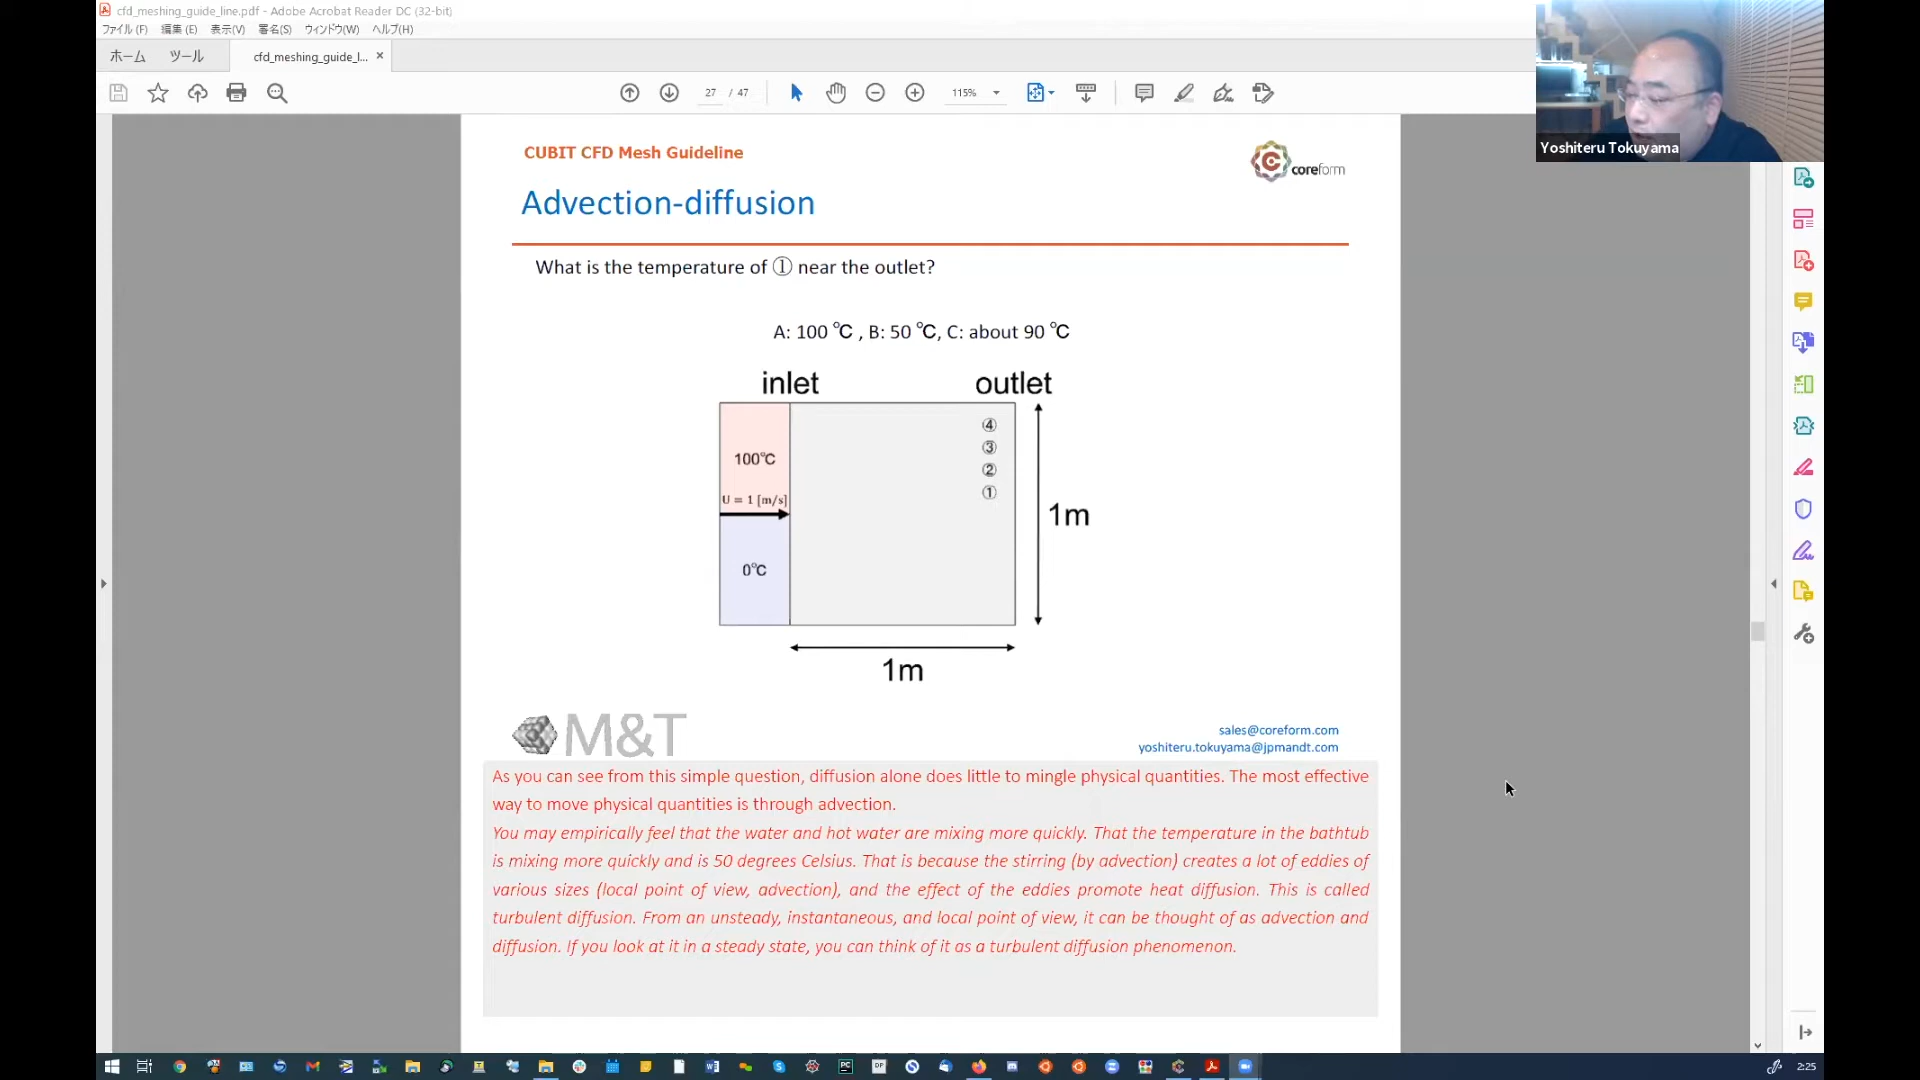 cfd_meshing_guide_line.pdf - Adobe Acrobat Reader DC (32-bit)
ファイル(F) 編集(E) 表示(V) 署名(S) ウィンドウ(W) ヘルプ(H)
ホーム ツール cfd_meshing_guide_l... ×
27 / 47 115%
Yoshiteru Tokuyama
CUBIT CFD Mesh Guideline
coreform
Advection-diffusion
What is the temperature of ① near the outlet?
A: 100 ℃ , B: 50 ℃, C: about 90 ℃
inlet outlet
④
100℃
③
②
U = 1 [m/s]
①
1m
0℃
1m
M&T
sales@coreform.com
yoshiteru.tokuyama@jpmandt.com
As you can see from this simple question, diffusion alone does little to mingle physical quantities. The most effective
way to move physical quantities is through advection.
You may empirically feel that the water and hot water are mixing more quickly. That the temperature in the bathtub
is mixing more quickly and is 50 degrees Celsius. That is because the stirring (by advection) creates a lot of eddies of
various sizes (local point of view, advection), and the effect of the eddies promote heat diffusion. This is called
turbulent diffusion. From an unsteady, instantaneous, and local point of view, it can be thought of as advection and
diffusion. If you look at it in a steady state, you can think of it as a turbulent diffusion phenomenon.
2:25